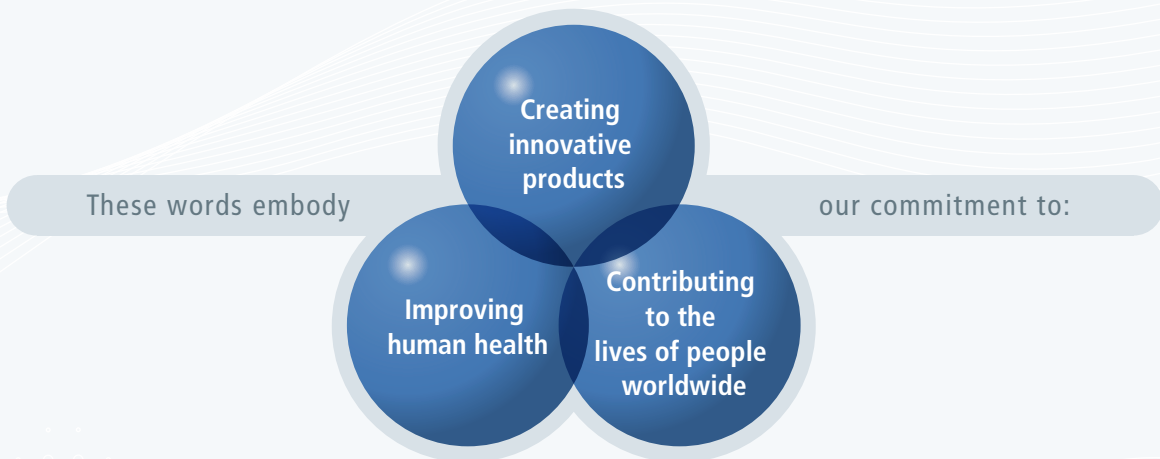 Creating
innovative
products
These words embody
our commitment to:
Improving
human health
Contributing
to the
lives of people
worldwide